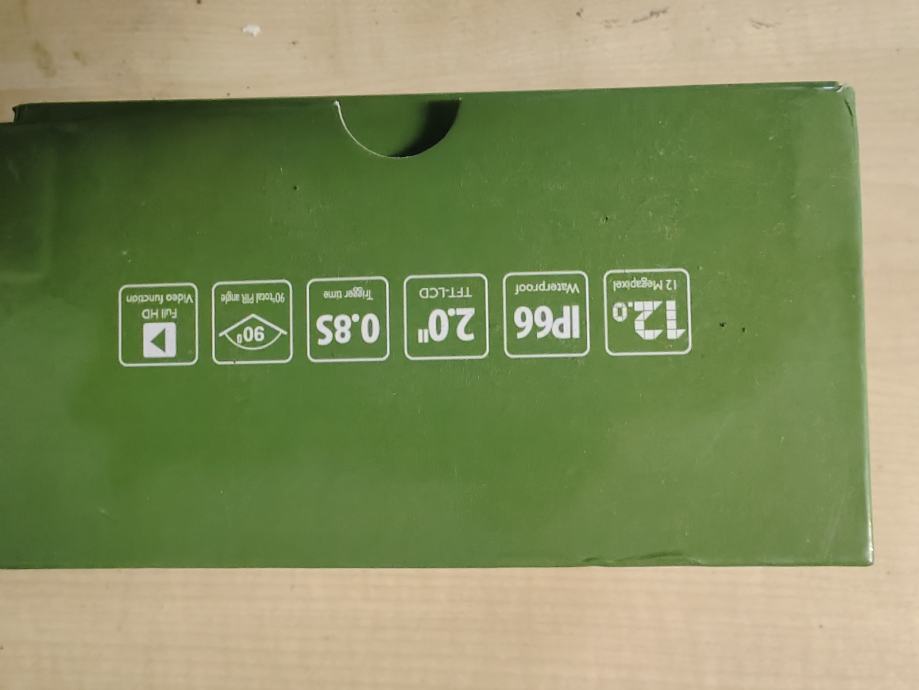 12.0
12 Megapixel
IP66
Waterproof
2.0"
TFT-LCD
0.8S
Trigger time
90°
90°total PIR angle
Full HD
Video function